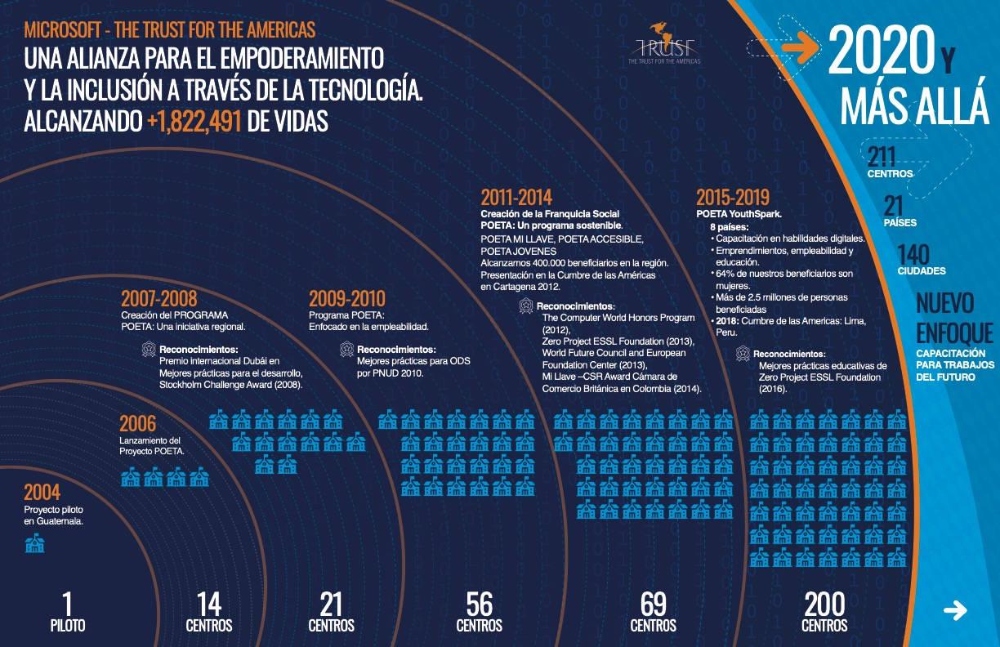 MICROSOFT - THE TRUST FOR THE AMERICAS
UNA ALIANZA PARA EL EMPODERAMIENTO
Y LA INCLUSIÓN A TRAVÉS DE LA TECNOLOGÍA.
ALCANZANDO +1,822,491 DE VIDAS
TRUST
THE TRUST FOR THE AMERICAS
2020 Y
MÁS ALLÁ
211
CENTROS
21
PAÍSES
140
CIUDADES
NUEVO
ENFOQUE
CAPACITACIÓN
PARA TRABAJOS
DEL FUTURO
2004
Proyecto piloto
en Guatemala.
2006
Lanzamiento del
Proyecto POETA.
2007-2008
Creación del PROGRAMA
POETA: Una iniciativa regional.
Reconocimientos:
Premio internacional Dubái en
Mejores prácticas para el desarrollo,
Stockholm Challenge Award (2008).
2009-2010
Programa POETA:
Enfocado en la empleabilidad.
Reconocimientos:
Mejores prácticas para ODS
por PNUD 2010.
2011-2014
Creación de la Franquicia Social
POETA: Un programa sostenible.
POETA MI LLAVE, POETA ACCESIBLE,
POETA JOVENES
Alcanzamos 400.000 beneficiarios en la región.
Presentación en la Cumbre de las Américas
en Cartagena 2012.
Reconocimientos:
The Computer World Honors Program
(2012),
Zero Project ESSL Foundation (2013),
World Future Council and European
Foundation Center (2013),
Mi Llave –CSR Award Cámara de
Comercio Británica en Colombia (2014).
2015-2019
POETA YouthSpark.
8 países:
• Capacitación en habilidades digitales.
• Emprendimientos, empleabilidad y
educación.
• 64% de nuestros beneficiarios son
mujeres.
• Más de 2.5 millones de personas
beneficiadas
• 2018: Cumbre de las Americas: Lima,
Peru.
Reconocimientos:
Mejores prácticas educativas de
Zero Project ESSL Foundation
(2016).
1
PILOTO
14
CENTROS
21
CENTROS
56
CENTROS
69
CENTROS
200
CENTROS